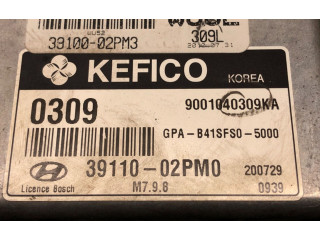 WU52
39100-02PM3
309L
KEFICO
KOREA
0309
9001040309KA
GPA-B41SFS0-5000
39110-02PM0
200729
Licence Bosch
M7.9.8
0939